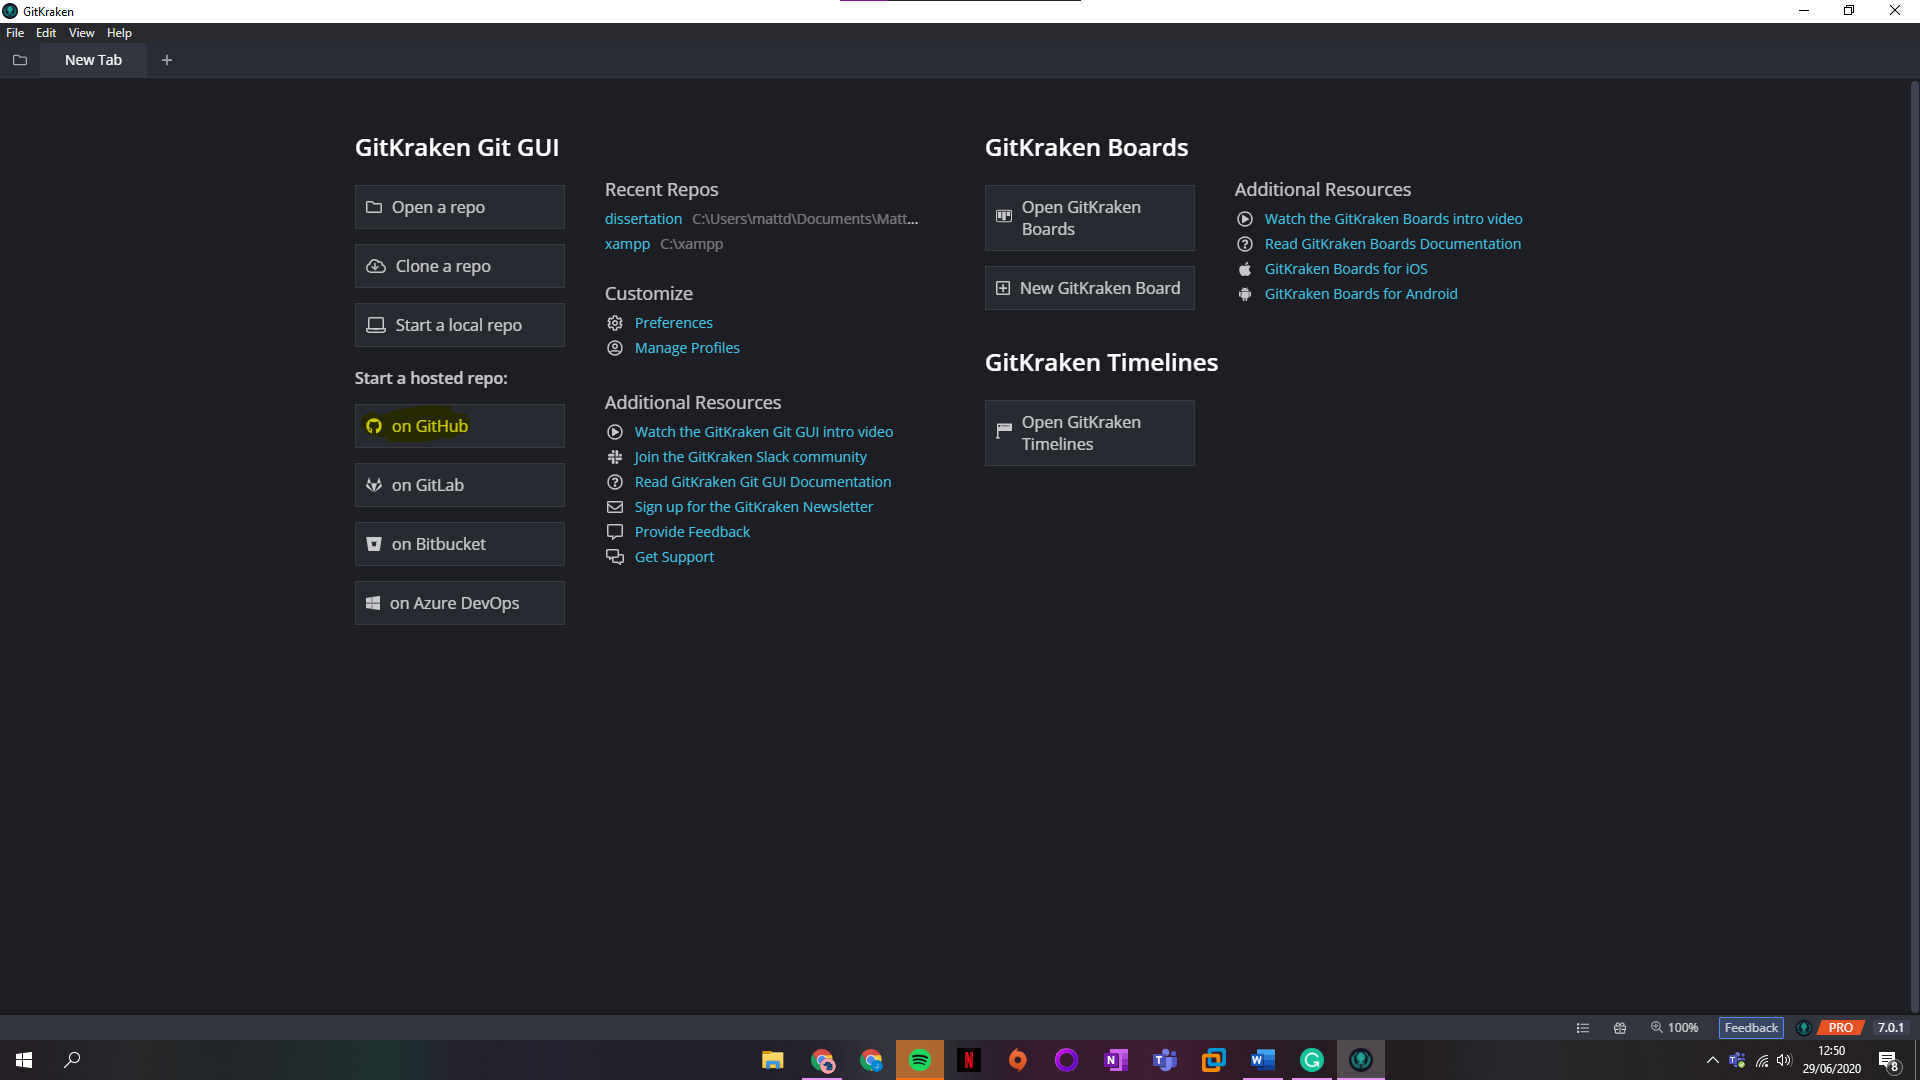 GitKraken
File Edit View Help
New Tab
GitKraken Git GUI
Open a repo
Clone a repo
Start a local repo
Start a hosted repo:
on GitHub
on GitLab
on Bitbucket
on Azure DevOps
Recent Repos
dissertation C:\Users\mattd\Documents\Matt...
xampp C:\xampp
Customize
Preferences
Manage Profiles
Additional Resources
Watch the GitKraken Git GUI intro video
Join the GitKraken Slack community
Read GitKraken Git GUI Documentation
Sign up for the GitKraken Newsletter
Provide Feedback
Get Support
GitKraken Boards
Open GitKraken
Boards
New GitKraken Board
Additional Resources
Watch the GitKraken Boards intro video
Read GitKraken Boards Documentation
GitKraken Boards for iOS
GitKraken Boards for Android
GitKraken Timelines
Open GitKraken
Timelines
100% Feedback PRO 7.0.1
12:50
29/06/2020
8